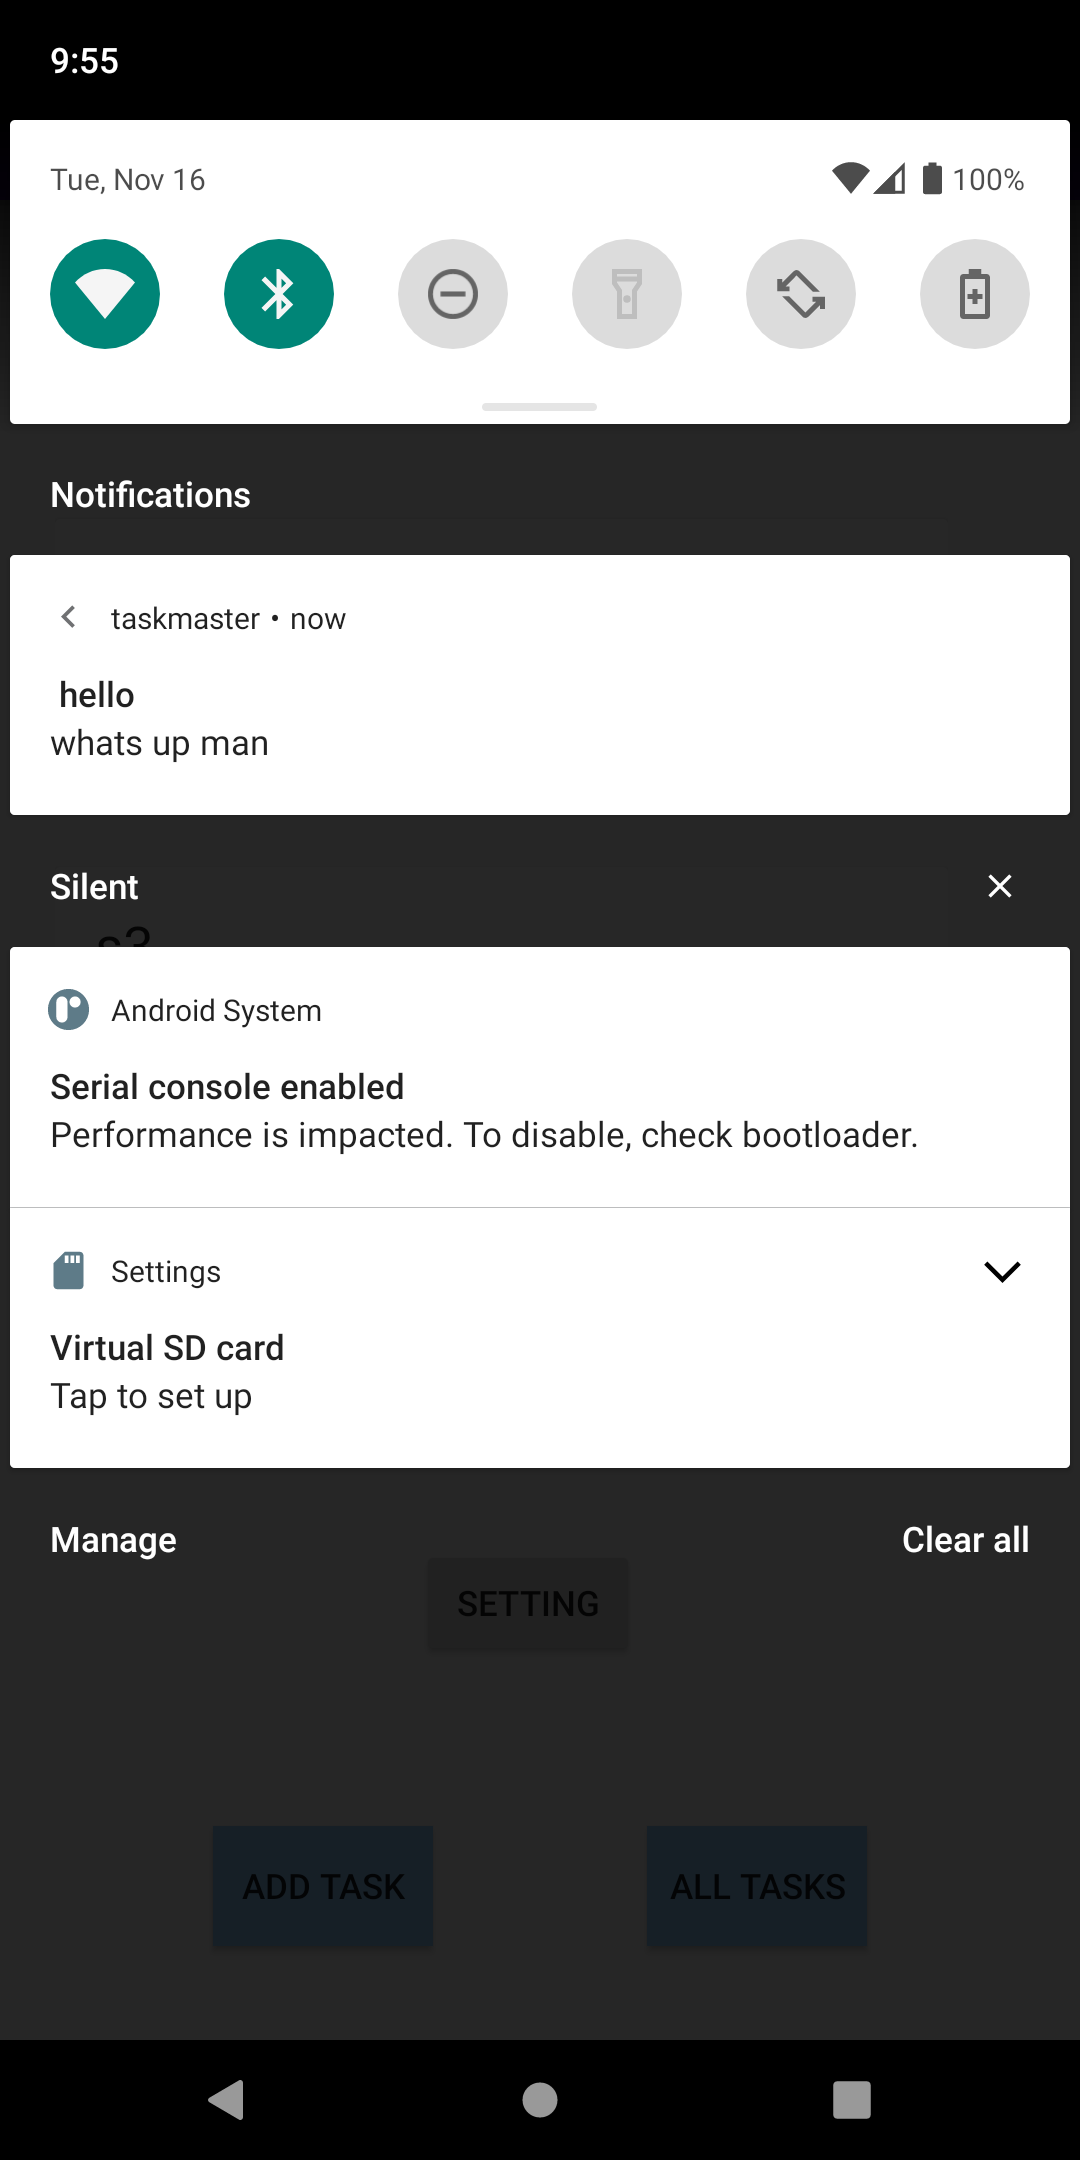 9:55
Tue, Nov 16
100%
Notifications
taskmaster • now
hello
whats up man
Silent
Android System
Serial console enabled
Performance is impacted. To disable, check bootloader.
Settings
Virtual SD card
Tap to set up
Manage
Clear all
SETTING
ADD TASK
ALL TASKS